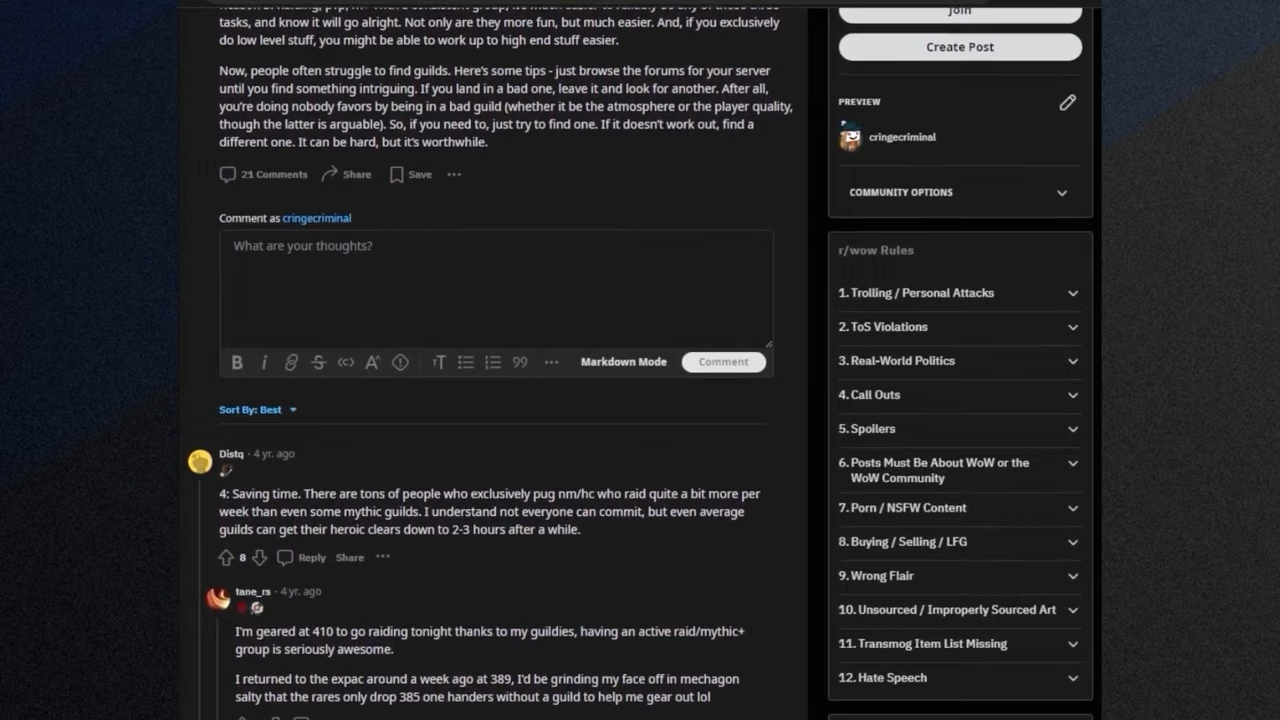 tasks, and know it will go alright. Not only are they more fun, but much easier. And, if you exclusively
do low level stuff, you might be able to work up to high end stuff easier.
Now, people often struggle to find guilds. Here's some tips - just browse the forums for your server
until you find something intriguing. If you land in a bad one, leave it and look for another. After all,
you're doing nobody favors by being in a bad guild (whether it be the atmosphere or the player quality,
though the latter is arguable). So, if you need to, just try to find one. If it doesn't work out, find a
different one. It can be hard, but it's worthwhile.
21 Comments Share Save
Comment as cringecriminal
What are your thoughts?
Markdown Mode Comment
Sort By: Best
Distq · 4 yr. ago
4: Saving time. There are tons of people who exclusively pug nm/hc who raid quite a bit more per
week than even some mythic guilds. I understand not everyone can commit, but even average
guilds can get their heroic clears down to 2-3 hours after a while.
8 Reply Share
tane_rs · 4 yr. ago
I'm geared at 410 to go raiding tonight thanks to my guildies, having an active raid/mythic+
group is seriously awesome.
I returned to the expac around a week ago at 389, I'd be grinding my face off in mechagon
salty that the rares only drop 385 one handers without a guild to help me gear out lol
Join
Create Post
PREVIEW
cringecriminal
COMMUNITY OPTIONS
r/wow Rules
1. Trolling / Personal Attacks
2. ToS Violations
3. Real-World Politics
4. Call Outs
5. Spoilers
6. Posts Must Be About WoW or the
WoW Community
7. Porn / NSFW Content
8. Buying / Selling / LFG
9. Wrong Flair
10. Unsourced / Improperly Sourced Art
11. Transmog Item List Missing
12. Hate Speech